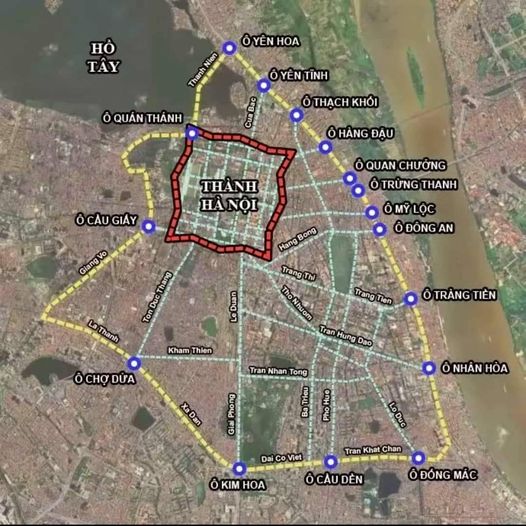 HỒ
TÂY
Ô YÊN HOA
Thanh Nien
Ô YÊN TĨNH
Cua Bac
Ô THẠCH KHỐI
Ô QUÁN THÁNH
Ô HÀNG ĐẬU
Ô QUAN CHƯỞNG
THÀNH
HÀ NỘI
Ô TRỪNG THANH
Ô MỸ LỘC
Ô CẦU GIẤY
Ô ĐÔNG AN
Hang Bong
Giang Vo
Ton Duc Thang
Trang Thi
Tho Nhuom
Trang Tien
Ô TRÀNG TIỀN
Le Duan
La Thanh
Tran Hung Dao
Kham Thien
Ô NHÂN HÒA
Ô CHỢ DỪA
Tran Nhan Tong
Xa Dan
Giai Phong
Ba Trieu
Pho Hue
Lo Duc
Dai Co Viet
Tran Khat Chan
Ô KIM HOA
Ô CẦU DỀN
Ô ĐỒNG MÁC